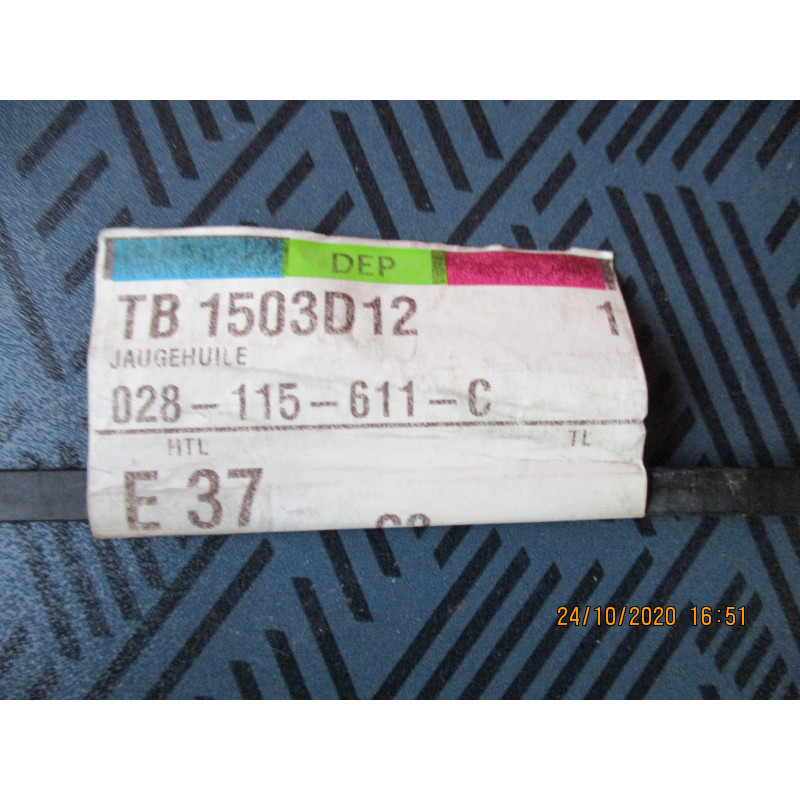 DEP
TB 1503D12 1
JAUGEHUILE
028-115-611-C
HTL TL
E 37
24/10/2020 16:51